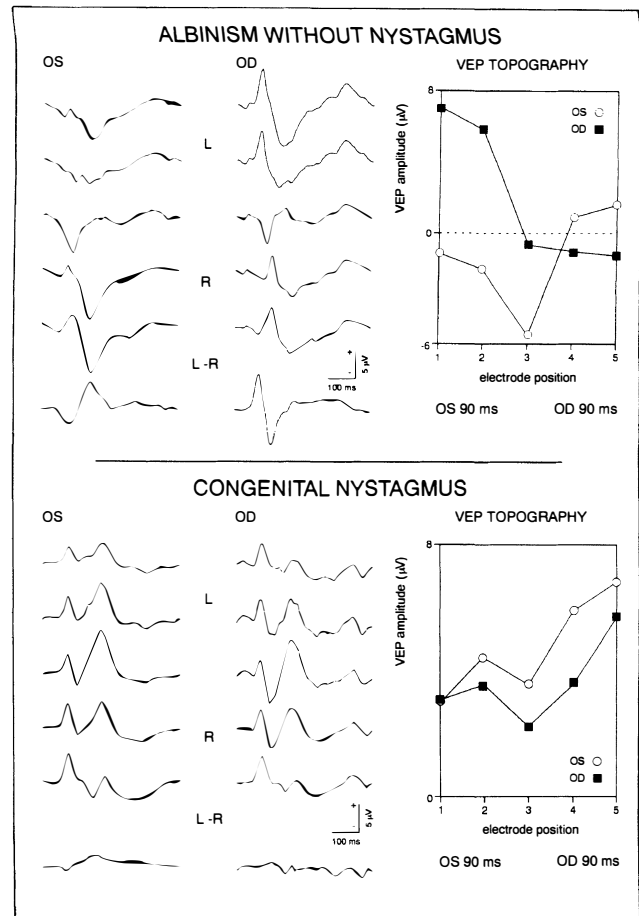 ALBINISM WITHOUT NYSTAGMUS
OS
OD
L
R
L -R
+
-
5 μV
100 ms
VEP TOPOGRAPHY
8
0
-6
VEP amplitude (μV)
OS
OD
1 2 3 4 5
electrode position
OS 90 ms OD 90 ms
CONGENITAL NYSTAGMUS
OS
OD
L
R
L -R
+
-
5 μV
100 ms
VEP TOPOGRAPHY
8
0
VEP amplitude (μV)
OS
OD
1 2 3 4 5
electrode position
OS 90 ms OD 90 ms